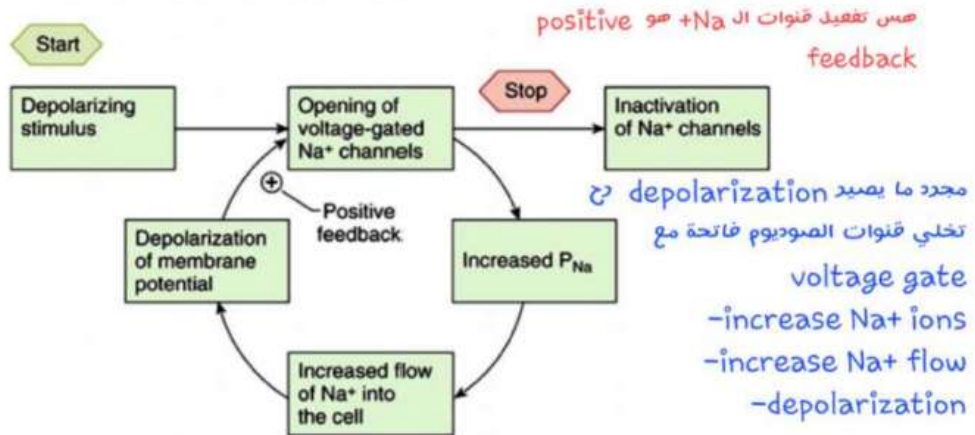 Start
هس تفعيل قنوات ال Na+ هو positive
feedback
Depolarizing
stimulus
Opening of
voltage-gated
Na⁺ channels
Stop
Inactivation
of Na⁺ channels
Positive
feedback
Depolarization
of membrane
potential
Increased P_Na
Increased flow
of Na⁺ into
the cell
مجرد ما يصير depolarization رح
تخلي قنوات الصوديوم فاتحة مع
voltage gate
-increase Na+ ions
-increase Na+ flow
-depolarization